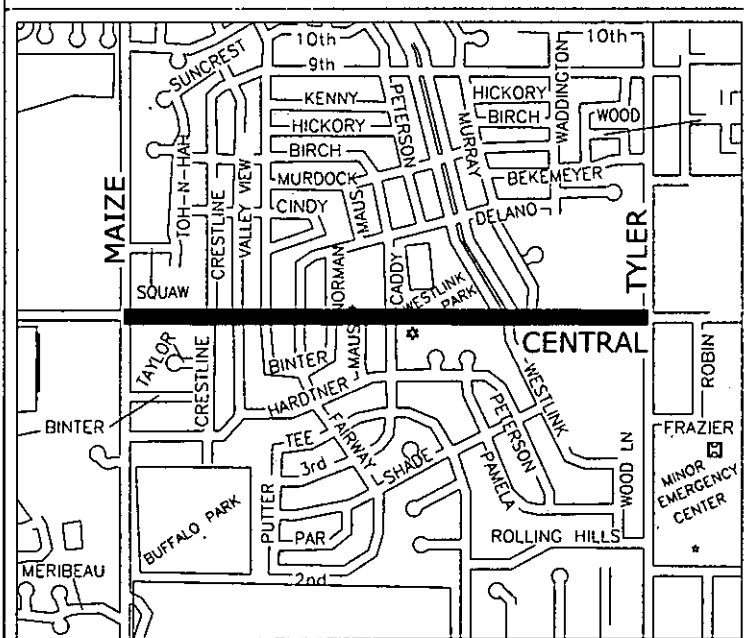 10th
10th
SUNCREST
9th
WADDINGTON
KENNY
PETERSON
HICKORY
HICKORY
BIRCH
WOOD
MURRAY
BIRCH
TOH-N-HAH
MURDOCK
BEKEMEYER
MAIZE
VALLEY VIEW
MAUS
CINDY
DELANO
CRESTLINE
TYLER
SQUAW
NORMAN
CADDY
WESTLINK
PARK
CENTRAL
TAYLOR
CRESTLINE
BINTER
MAUS
ROBIN
HARDTNER
WESTLINK
BINTER
TEE
FAIRWAY
PETERSON
FRAZIER
3rd
SHADE
PAMELA
WOOD LN
MINOR
EMERGENCY
CENTER
BUFFALO PARK
PUTTER
PAR
ROLLING HILLS
MERIBEAU
2nd